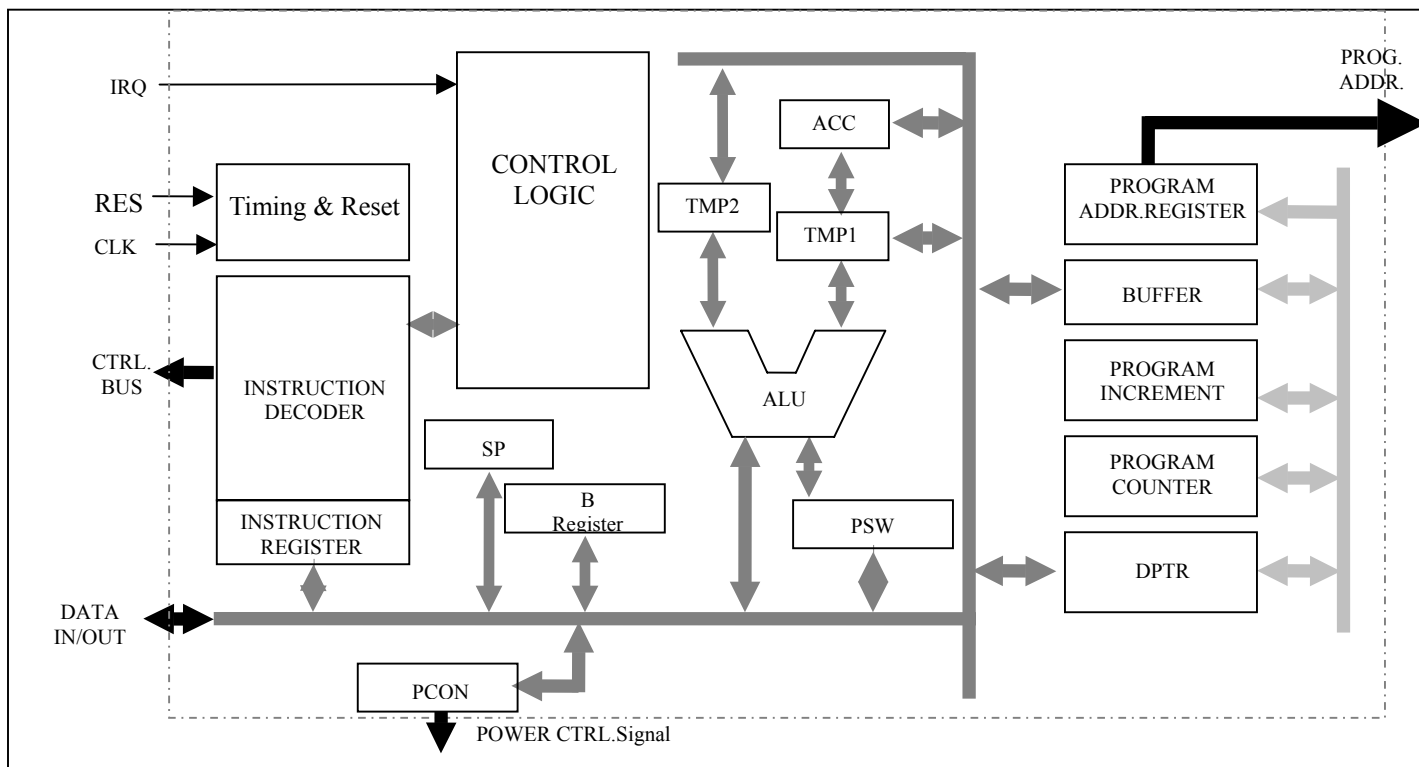 IRQ
RES
CLK
Timing & Reset
CONTROL
LOGIC
CTRL.
BUS
INSTRUCTION
DECODER
INSTRUCTION
REGISTER
DATA
IN/OUT
SP
B
Register
PCON
POWER CTRL.Signal
ACC
TMP2
TMP1
ALU
PSW
PROG.
ADDR.
PROGRAM
ADDR.REGISTER
BUFFER
PROGRAM
INCREMENT
PROGRAM
COUNTER
DPTR